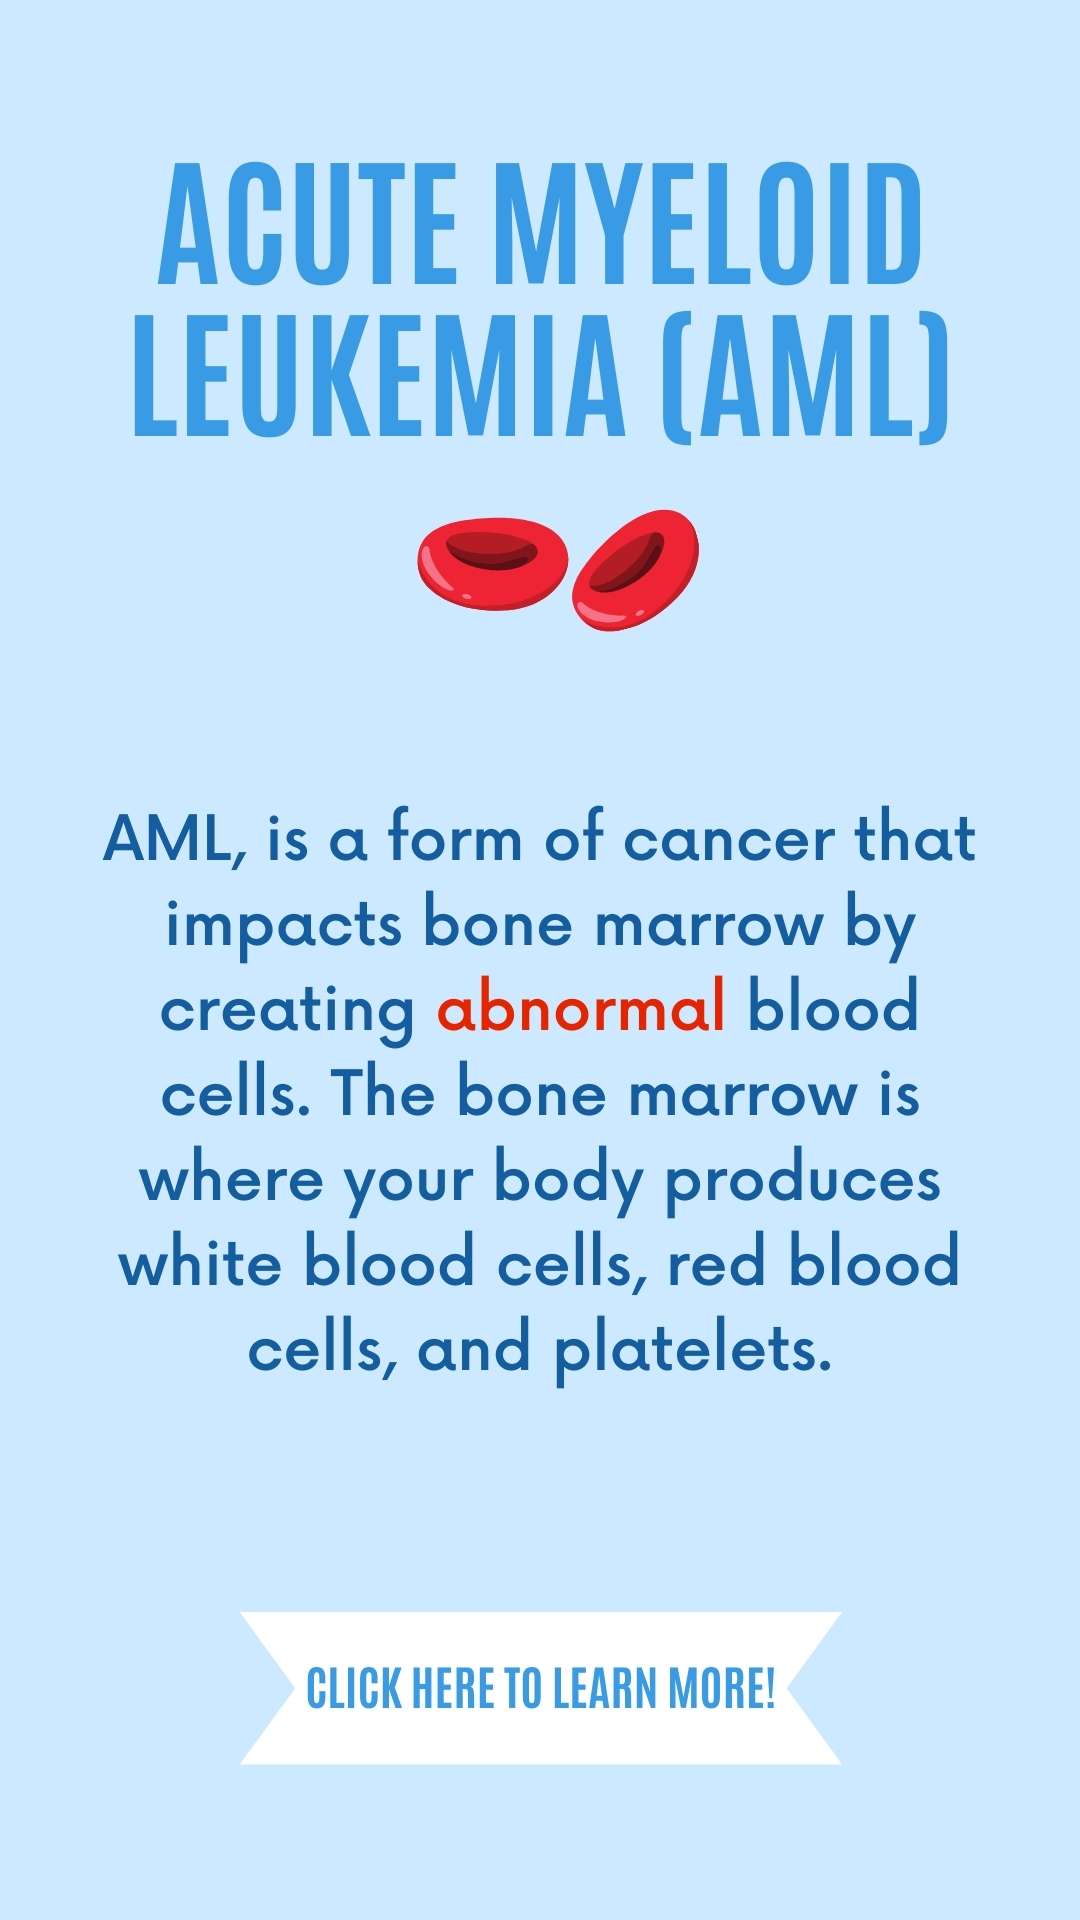 ACUTE MYELOID
LEUKEMIA (AML)
AML, is a form of cancer that
impacts bone marrow by
creating abnormal blood
cells. The bone marrow is
where your body produces
white blood cells, red blood
cells, and platelets.
CLICK HERE TO LEARN MORE!